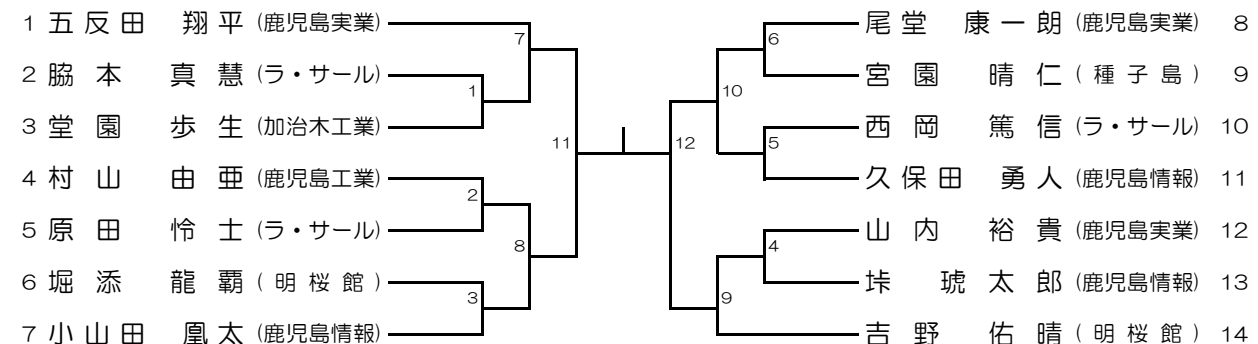 1 五反田 翔平 (鹿児島実業)
2 脇本 真慧 (ラ・サール)
3 堂園 歩生 (加治木工業)
4 村山 由亜 (鹿児島工業)
5 原田 怜士 (ラ・サール)
6 堀添 龍覇 (明桜館)
7 小山田 凰太 (鹿児島情報)
7
1
2
8
3
11
12
6
10
5
4
9
尾堂 康一朗 (鹿児島実業) 8
宮園 晴仁 (種子島) 9
西岡 篤信 (ラ・サール) 10
久保田 勇人 (鹿児島情報) 11
山内 裕貴 (鹿児島実業) 12
垰 琥太郎 (鹿児島情報) 13
吉野 佑晴 (明桜館) 14